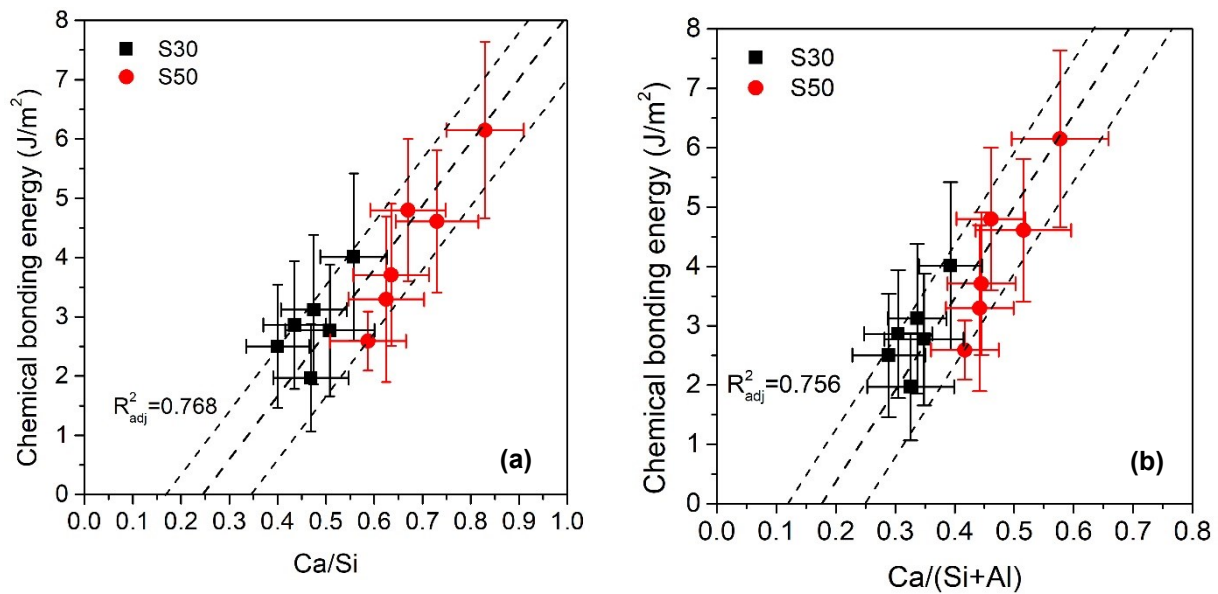 8
7
6
5
4
3
2
1
0
Chemical bonding energy (J/m²)
S30
S50
R²adj=0.768
(a)
0.0 0.1 0.2 0.3 0.4 0.5 0.6 0.7 0.8 0.9 1.0
Ca/Si
8
7
6
5
4
3
2
1
0
Chemical bonding energy (J/m²)
S30
S50
R²adj=0.756
(b)
0.0 0.1 0.2 0.3 0.4 0.5 0.6 0.7 0.8
Ca/(Si+Al)